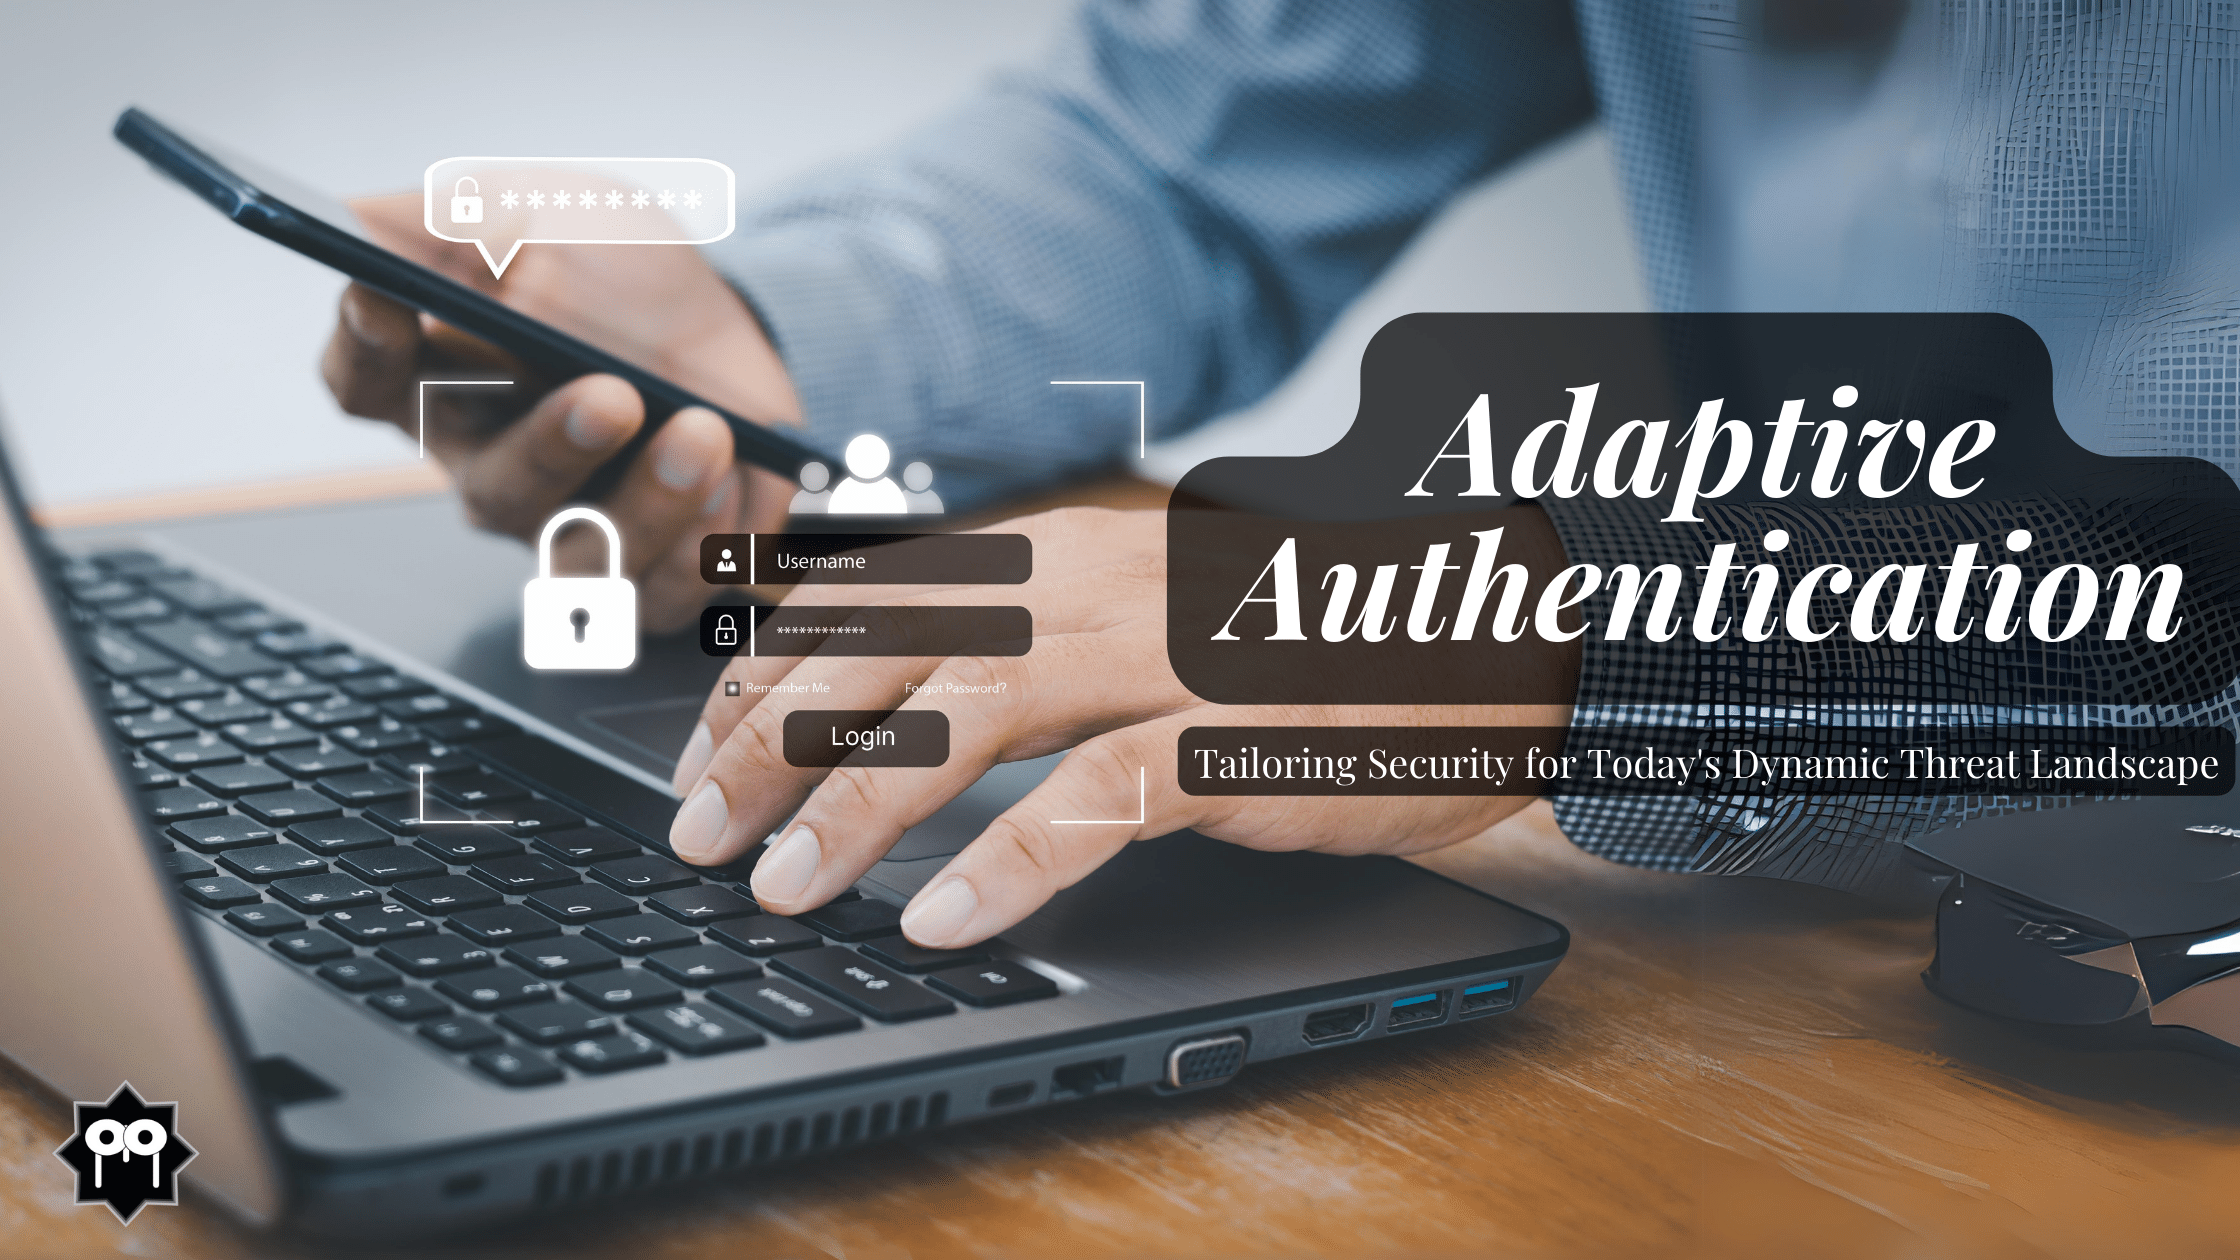 ********
Adaptive
Authentication
Username
************
Remember Me Forgot Password?
Login
Tailoring Security for Today's Dynamic Threat Landscape